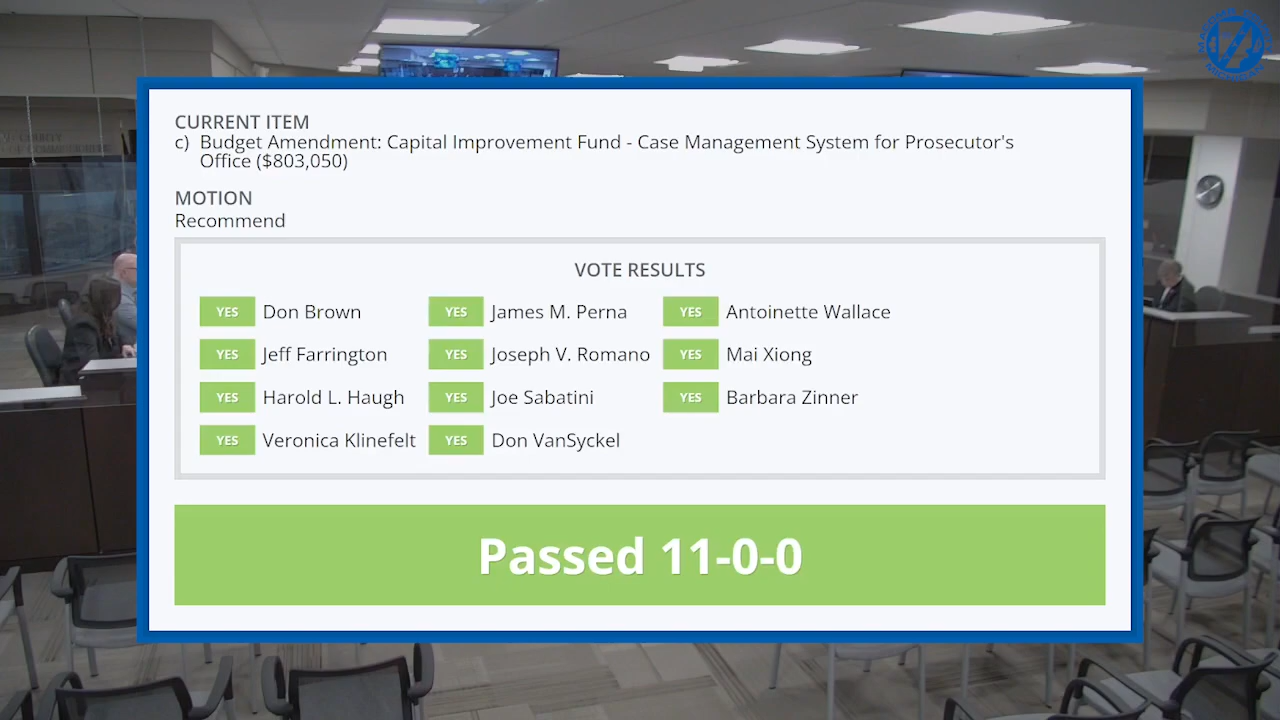 CURRENT ITEM
c) Budget Amendment: Capital Improvement Fund - Case Management System for Prosecutor's
Office ($803,050)
MOTION
Recommend
VOTE RESULTS
YES Don Brown YES James M. Perna YES Antoinette Wallace
YES Jeff Farrington YES Joseph V. Romano YES Mai Xiong
YES Harold L. Haugh YES Joe Sabatini YES Barbara Zinner
YES Veronica Klinefelt YES Don VanSyckel
Passed 11-0-0